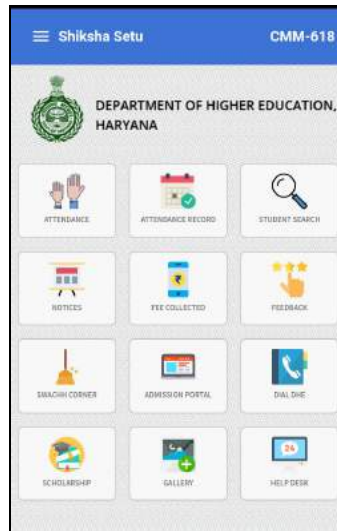 Shiksha Setu CMM-618
DEPARTMENT OF HIGHER EDUCATION,
HARYANA
ATTENDANCE ATTENDANCE RECORD STUDENT SEARCH
NOTICES FEE COLLECTED FEEDBACK
SWACHH CORNER ADMISSION PORTAL DIAL DHE
24
SCHOLARSHIP GALLERY HELP DESK